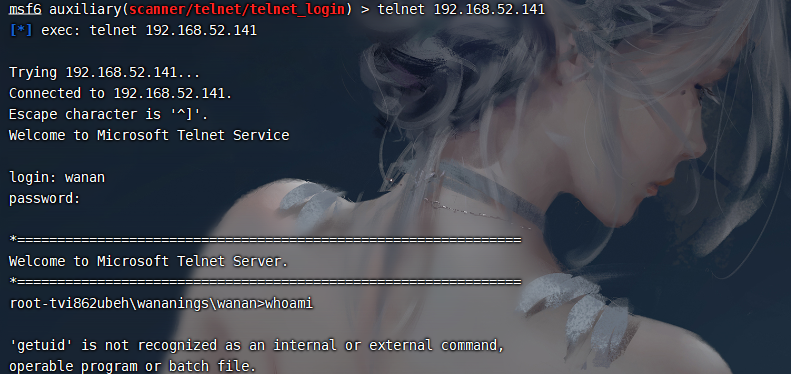 msf6 auxiliary(scanner/telnet/telnet_login) > telnet 192.168.52.141
[*] exec: telnet 192.168.52.141
Trying 192.168.52.141...
Connected to 192.168.52.141.
Escape character is '^]'.
Welcome to Microsoft Telnet Service
login: wanan
password:
*===============================================================
Welcome to Microsoft Telnet Server.
*===============================================================
root-tvi862ubeh\wananings\wanan>whoami
'getuid' is not recognized as an internal or external command,
operable program or batch file.